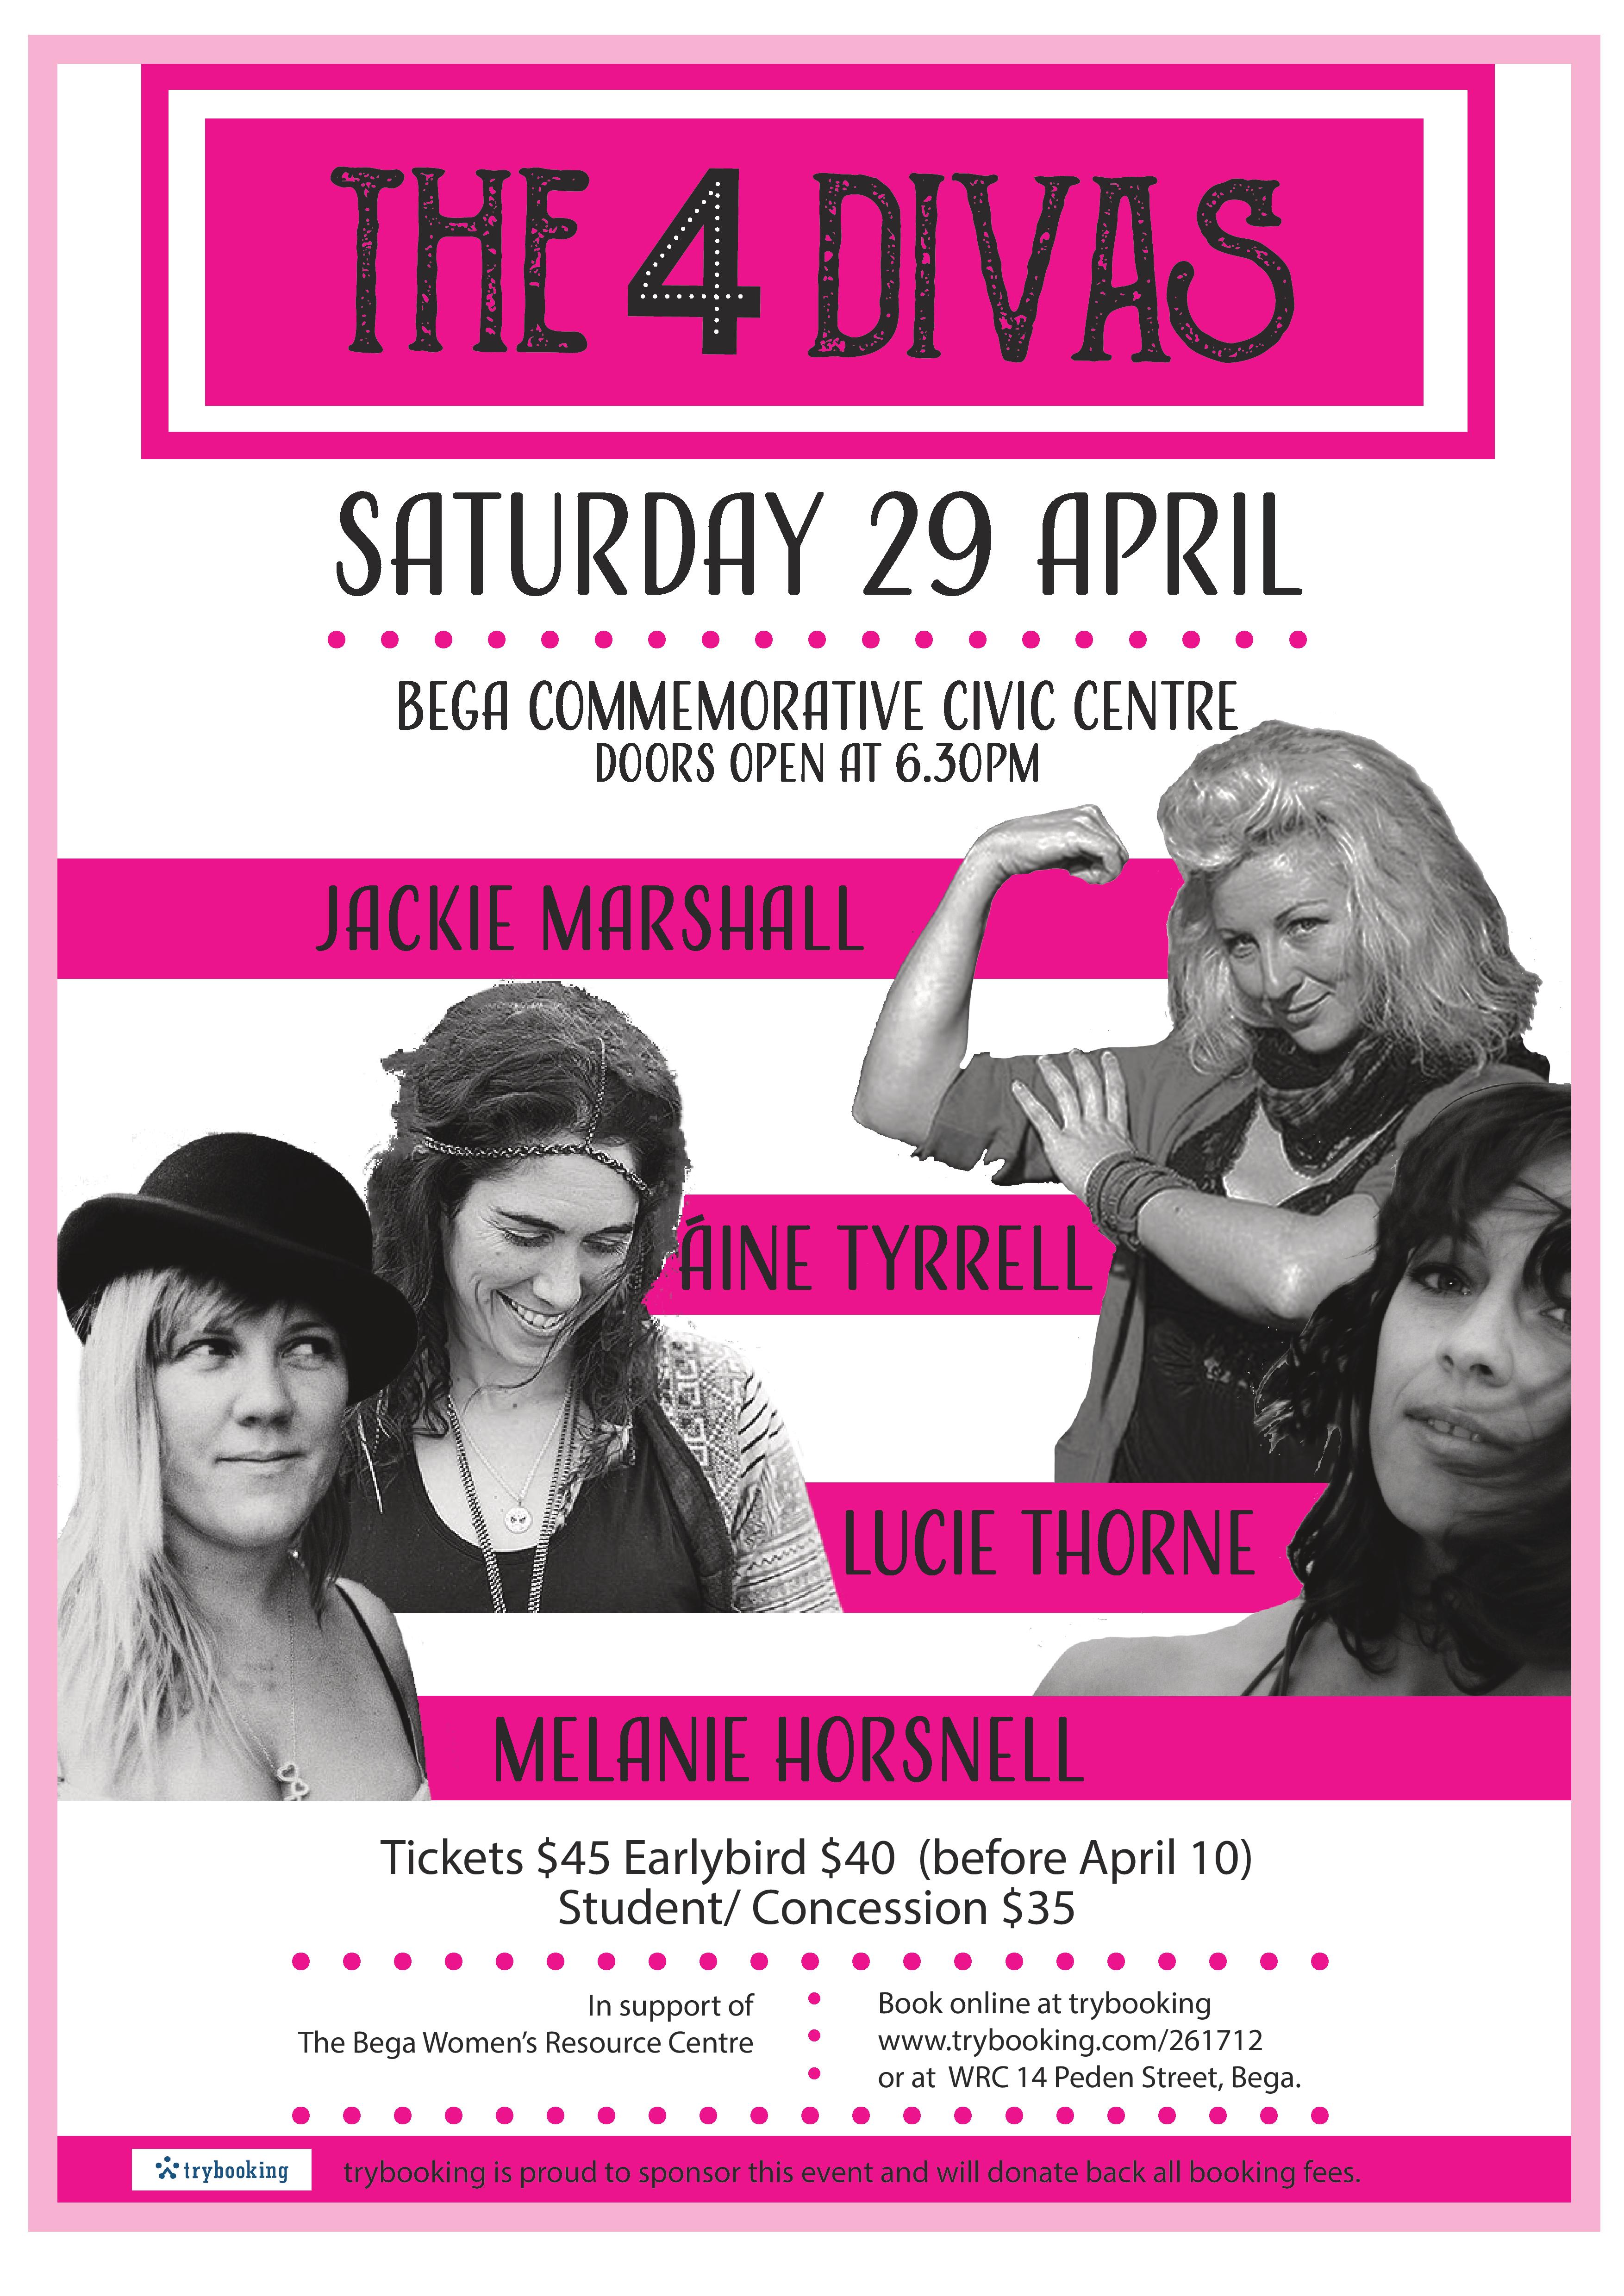 THE 4 DIVAS
SATURDAY 29 APRIL
BEGA COMMEMORATIVE CIVIC CENTRE
DOORS OPEN AT 6.30PM
JACKIE MARSHALL
ÁINE TYRRELL
LUCIE THORNE
MELANIE HORSNELL
Tickets $45 Earlybird $40 (before April 10)
Student/ Concession $35
In support of
The Bega Women's Resource Centre
Book online at trybooking
www.trybooking.com/261712
or at WRC 14 Peden Street, Bega.
trybooking
trybooking is proud to sponsor this event and will donate back all booking fees.